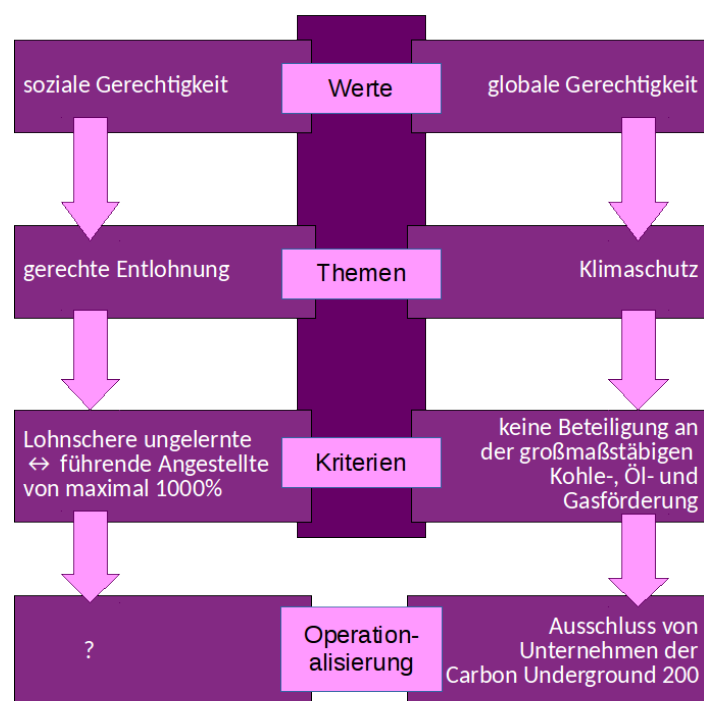 soziale Gerechtigkeit
Werte
globale Gerechtigkeit
gerechte Entlohnung
Themen
Klimaschutz
Lohnschere ungelernte
↔ führende Angestellte
von maximal 1000%
Kriterien
keine Beteiligung an
der großmaßstäbigen
Kohle-, Öl- und
Gasförderung
?
Operation-
alisierung
Ausschluss von
Unternehmen der
Carbon Underground 200